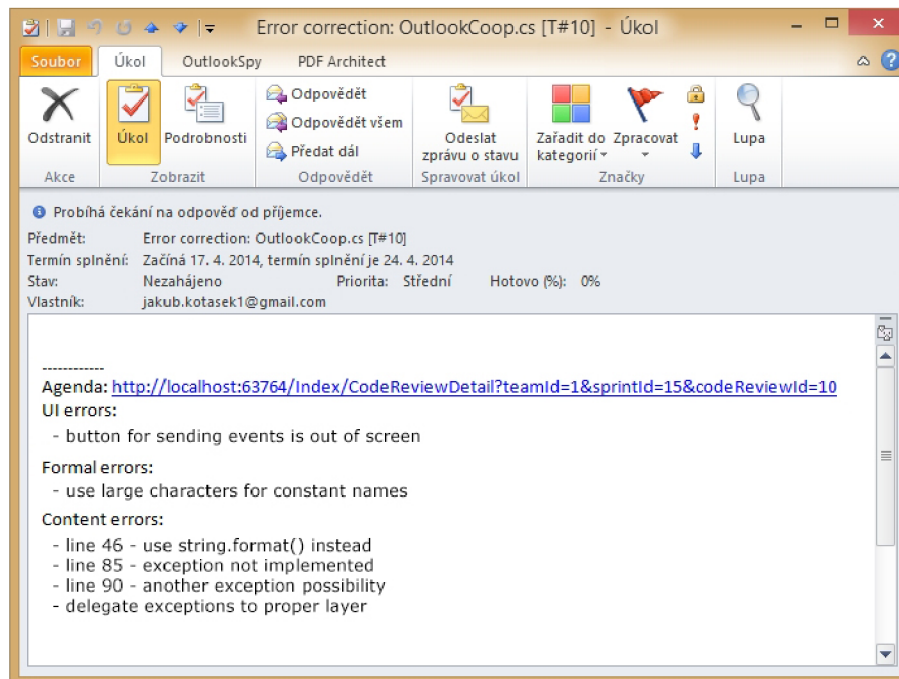 Error correction: OutlookCoop.cs [T#10] - Úkol
Soubor Úkol OutlookSpy PDF Architect
Odstranit
Úkol
Podrobnosti
Odpovědět
Odpovědět všem
Předat dál
Odeslat
zprávu o stavu
Zařadit do
kategorií
Zpracovat
Lupa
Akce Zobrazit Odpovědět Spravovat úkol Značky Lupa
Probíhá čekání na odpověď od příjemce.
Předmět: Error correction: OutlookCoop.cs [T#10]
Termín splnění: Začíná 17. 4. 2014, termín splnění je 24. 4. 2014
Stav: Nezahájeno Priorita: Střední Hotovo (%): 0%
Vlastník: jakub.kotasek1@gmail.com
------------
Agenda: http://localhost:63764/Index/CodeReviewDetail?teamId=1&sprintId=15&codeReviewId=10
UI errors:
- button for sending events is out of screen
Formal errors:
- use large characters for constant names
Content errors:
- line 46 - use string.format() instead
- line 85 - exception not implemented
- line 90 - another exception possibility
- delegate exceptions to proper layer